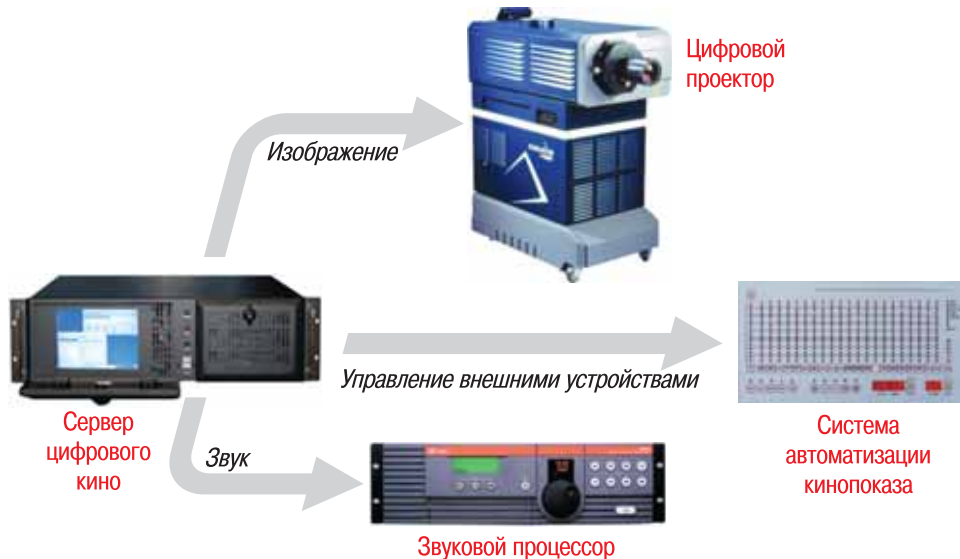 Цифровой
проектор
Изображение
Управление внешними устройствами
Сервер
цифрового
кино
Звук
Система
автоматизации
кинопоказа
Звуковой процессор